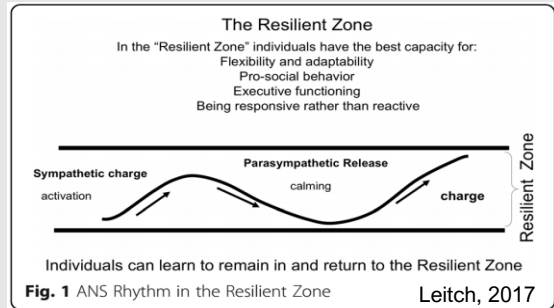 The Resilient Zone
In the “Resilient Zone” individuals have the best capacity for:
Flexibility and adaptability
Pro-social behavior
Executive functioning
Being responsive rather than reactive
Sympathetic charge
activation
Parasympathetic Release
calming
charge
Resilient Zone
Individuals can learn to remain in and return to the Resilient Zone
Fig. 1 ANS Rhythm in the Resilient Zone
Leitch, 2017